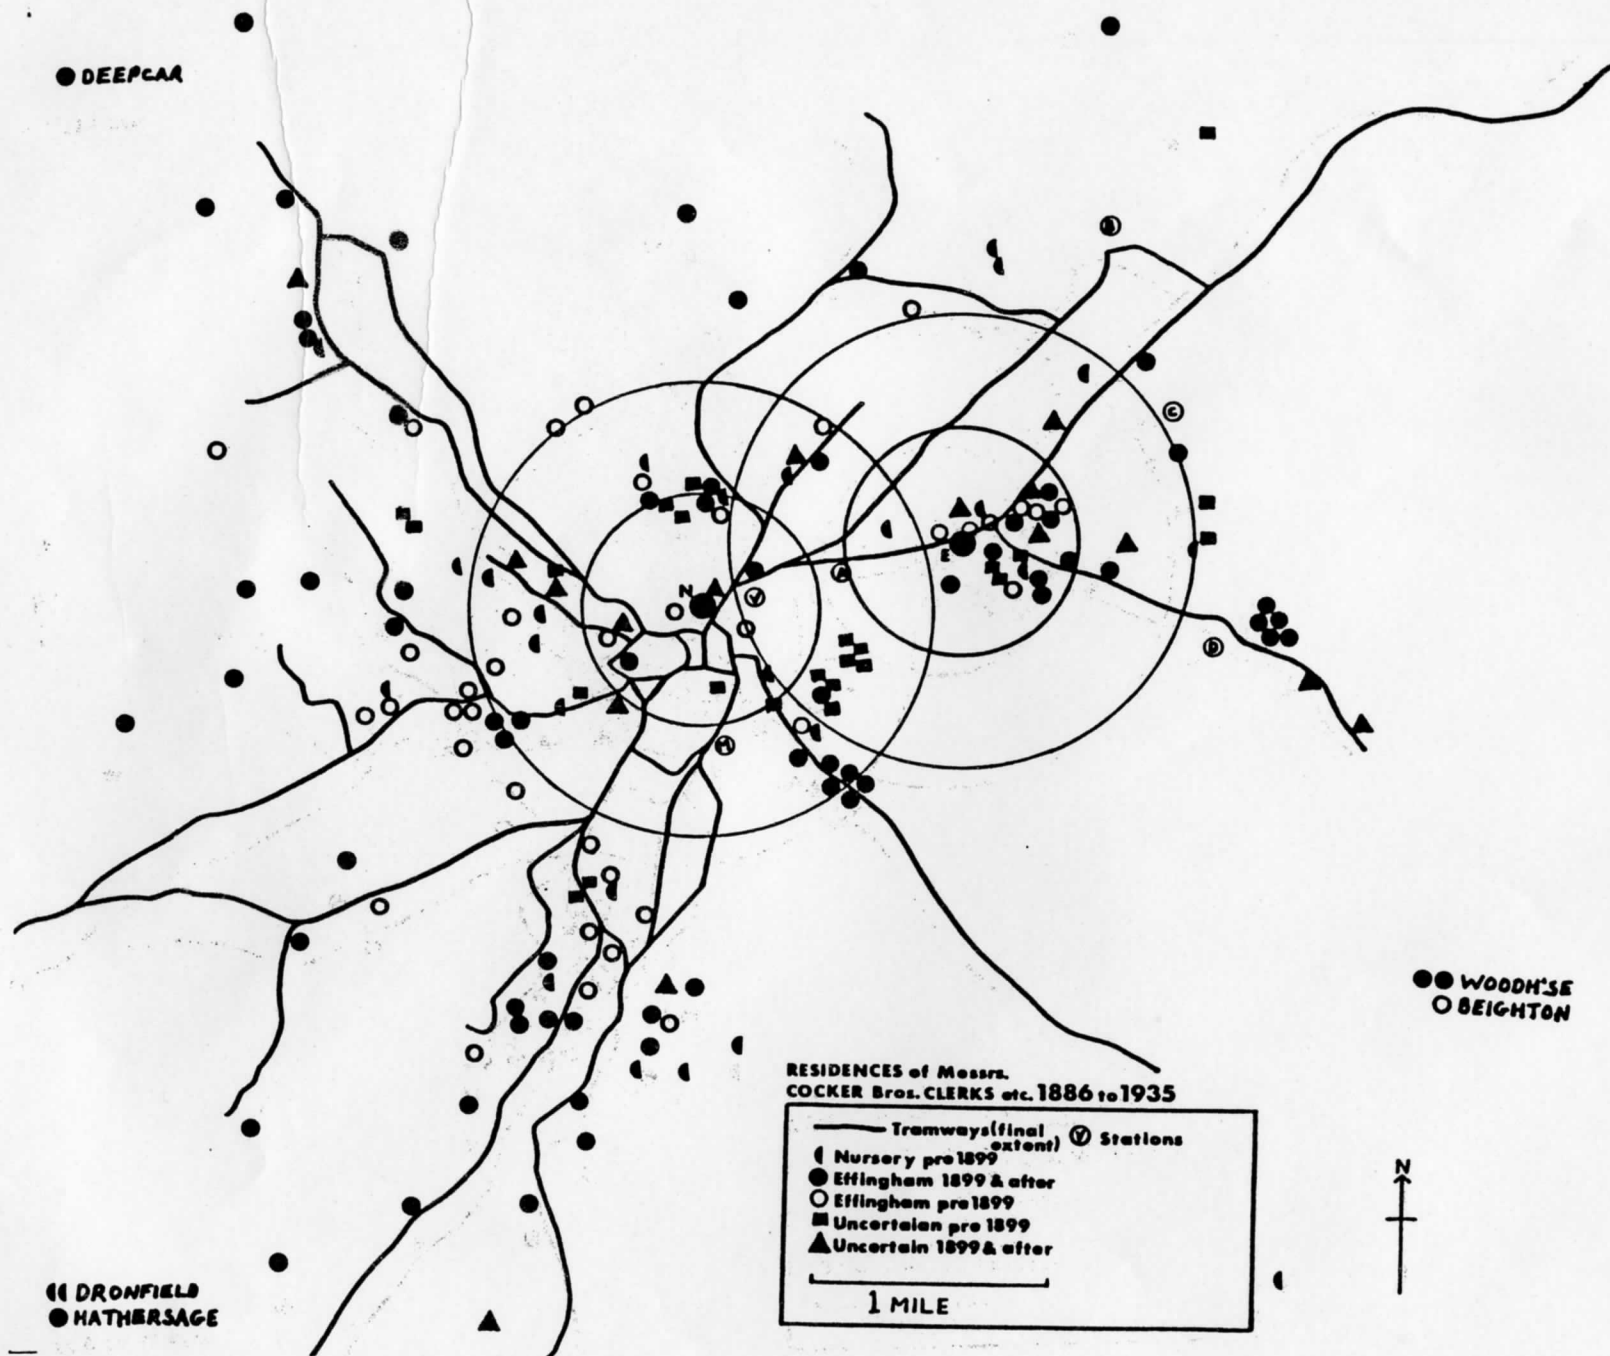 DEEPCAR
B
C
N
E
A
V
D
H
WOODH'SE
BEIGHTON
RESIDENCES of Messrs.
COCKER Bros. CLERKS etc. 1886 to 1935
Tramways (final
extent)
V Stations
Nursery pre 1899
Effingham 1899 & after
Effingham pre 1899
Uncertaian pre 1899
Uncertain 1899 & after
1 MILE
N
DRONFIELD
HATHERSAGE